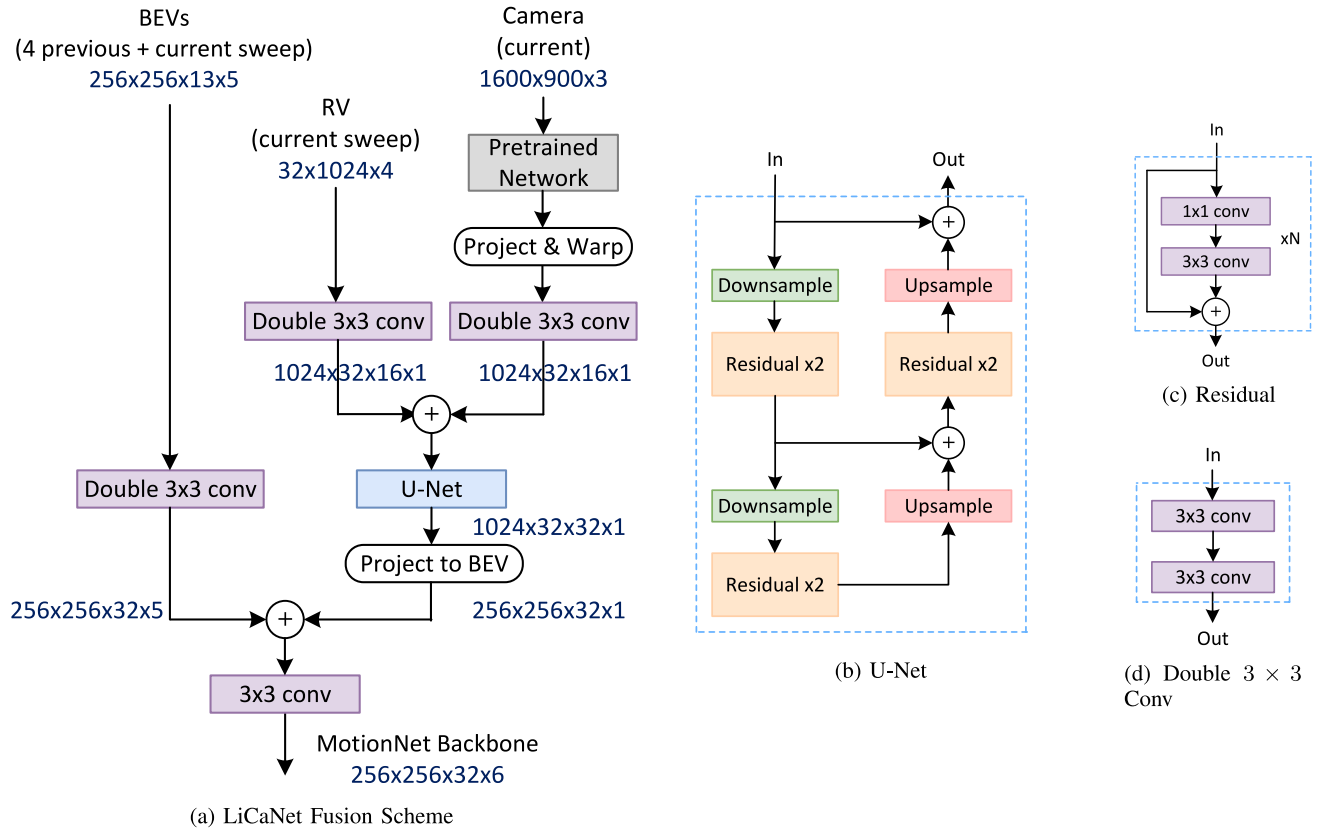 BEVs
(4 previous + current sweep)
256x256x13x5
RV
(current sweep)
32x1024x4
Camera
(current)
1600x900x3
Pretrained
Network
Project & Warp
Double 3x3 conv
Double 3x3 conv
1024x32x16x1
1024x32x16x1
+
Double 3x3 conv
U-Net
1024x32x32x1
Project to BEV
256x256x32x5
+
256x256x32x1
3x3 conv
MotionNet Backbone
256x256x32x6
(a) LiCaNet Fusion Scheme
In
Out
+
Downsample
Upsample
Residual x2
Residual x2
+
Downsample
Upsample
Residual x2
(b) U-Net
In
1x1 conv
xN
3x3 conv
+
Out
(c) Residual
In
3x3 conv
3x3 conv
Out
(d) Double 3 × 3
Conv